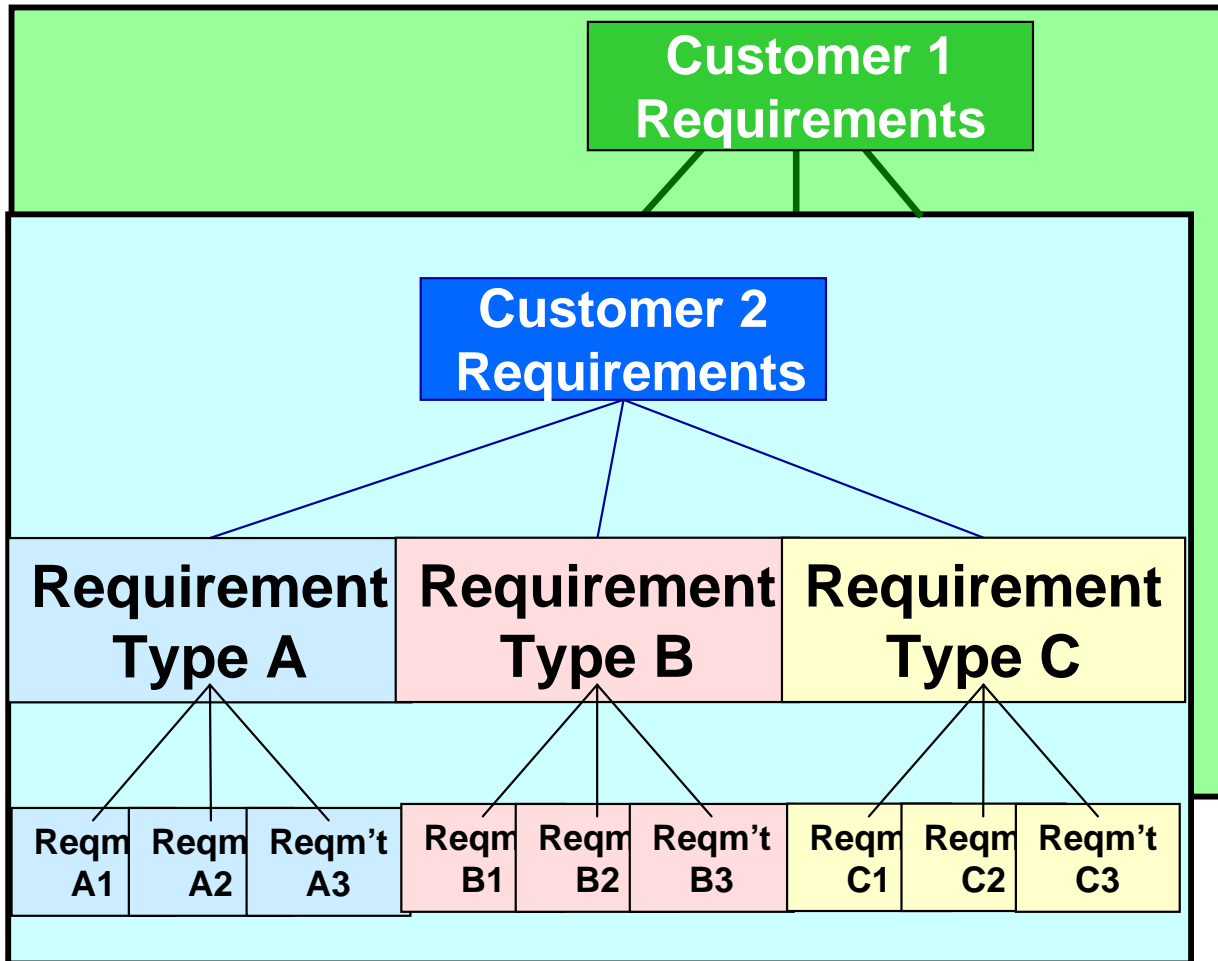 Customer 1
Requirements
Customer 2
Requirements
Requirement
Type A
Requirement
Type B
Requirement
Type C
Reqm
A1
Reqm
A2
Reqm't
A3
Reqm
B1
Reqm
B2
Reqm't
B3
Reqm
C1
Reqm
C2
Reqm't
C3